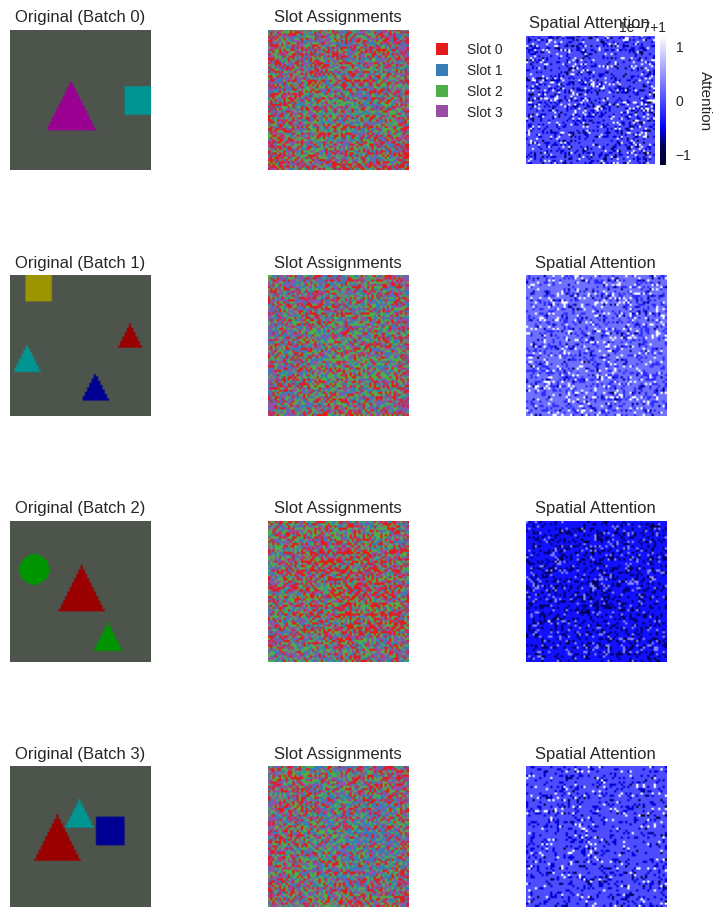 Original (Batch 0)
Slot Assignments
Slot 0
Slot 1
Slot 2
Slot 3
Spatial Attention
1e−7+1
1
0
−1
Attention
Original (Batch 1)
Slot Assignments
Spatial Attention
Original (Batch 2)
Slot Assignments
Spatial Attention
Original (Batch 3)
Slot Assignments
Spatial Attention